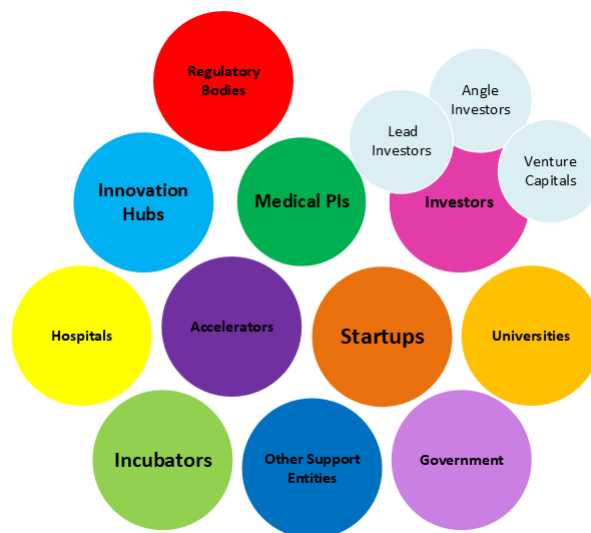 Regulatory
Bodies
Angle
Investors
Lead
Investors
Venture
Capitals
Innovation
Hubs
Medical PIs
Investors
Hospitals
Accelerators
Startups
Universities
Incubators
Other Support
Entities
Government